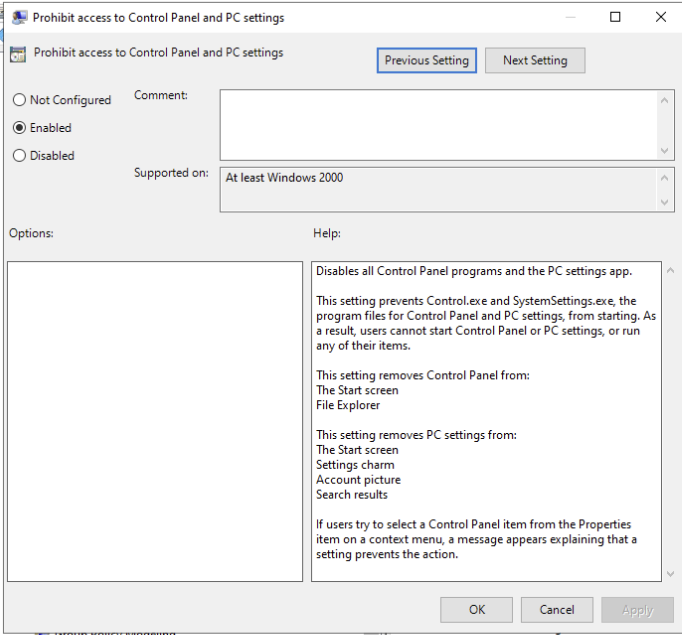 Prohibit access to Control Panel and PC settings
Prohibit access to Control Panel and PC settings
Previous Setting
Next Setting
Not Configured
Comment:
Enabled
Disabled
Supported on:
At least Windows 2000
Options:
Help:
Disables all Control Panel programs and the PC settings app.
This setting prevents Control.exe and SystemSettings.exe, the
program files for Control Panel and PC settings, from starting. As
a result, users cannot start Control Panel or PC settings, or run
any of their items.
This setting removes Control Panel from:
The Start screen
File Explorer
This setting removes PC settings from:
The Start screen
Settings charm
Account picture
Search results
If users try to select a Control Panel item from the Properties
item on a context menu, a message appears explaining that a
setting prevents the action.
OK
Cancel
Apply
Group Policy Modeling